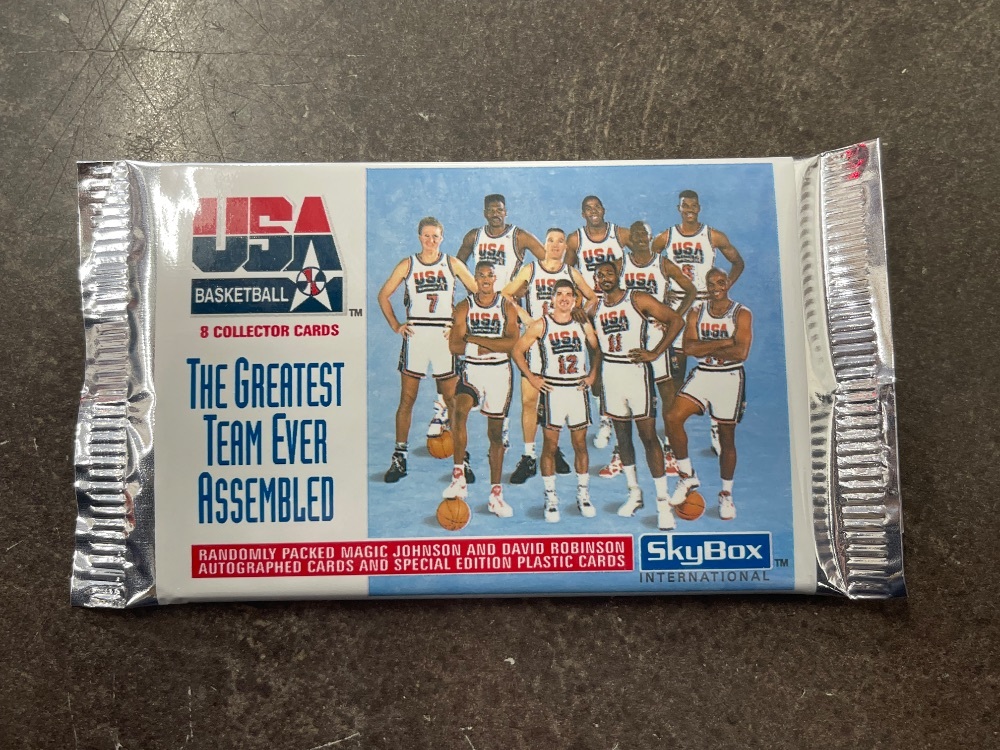 USA
BASKETBALL
TM
8 COLLECTOR CARDS
THE GREATEST
TEAM EVER
ASSEMBLED
USA
USA
USA
USA
7
USA
USA
USA
USA
11
USA
USA
12
RANDOMLY PACKED MAGIC JOHNSON AND DAVID ROBINSON
AUTOGRAPHED CARDS AND SPECIAL EDITION PLASTIC CARDS
SKYBOX
TM
INTERNATIONAL